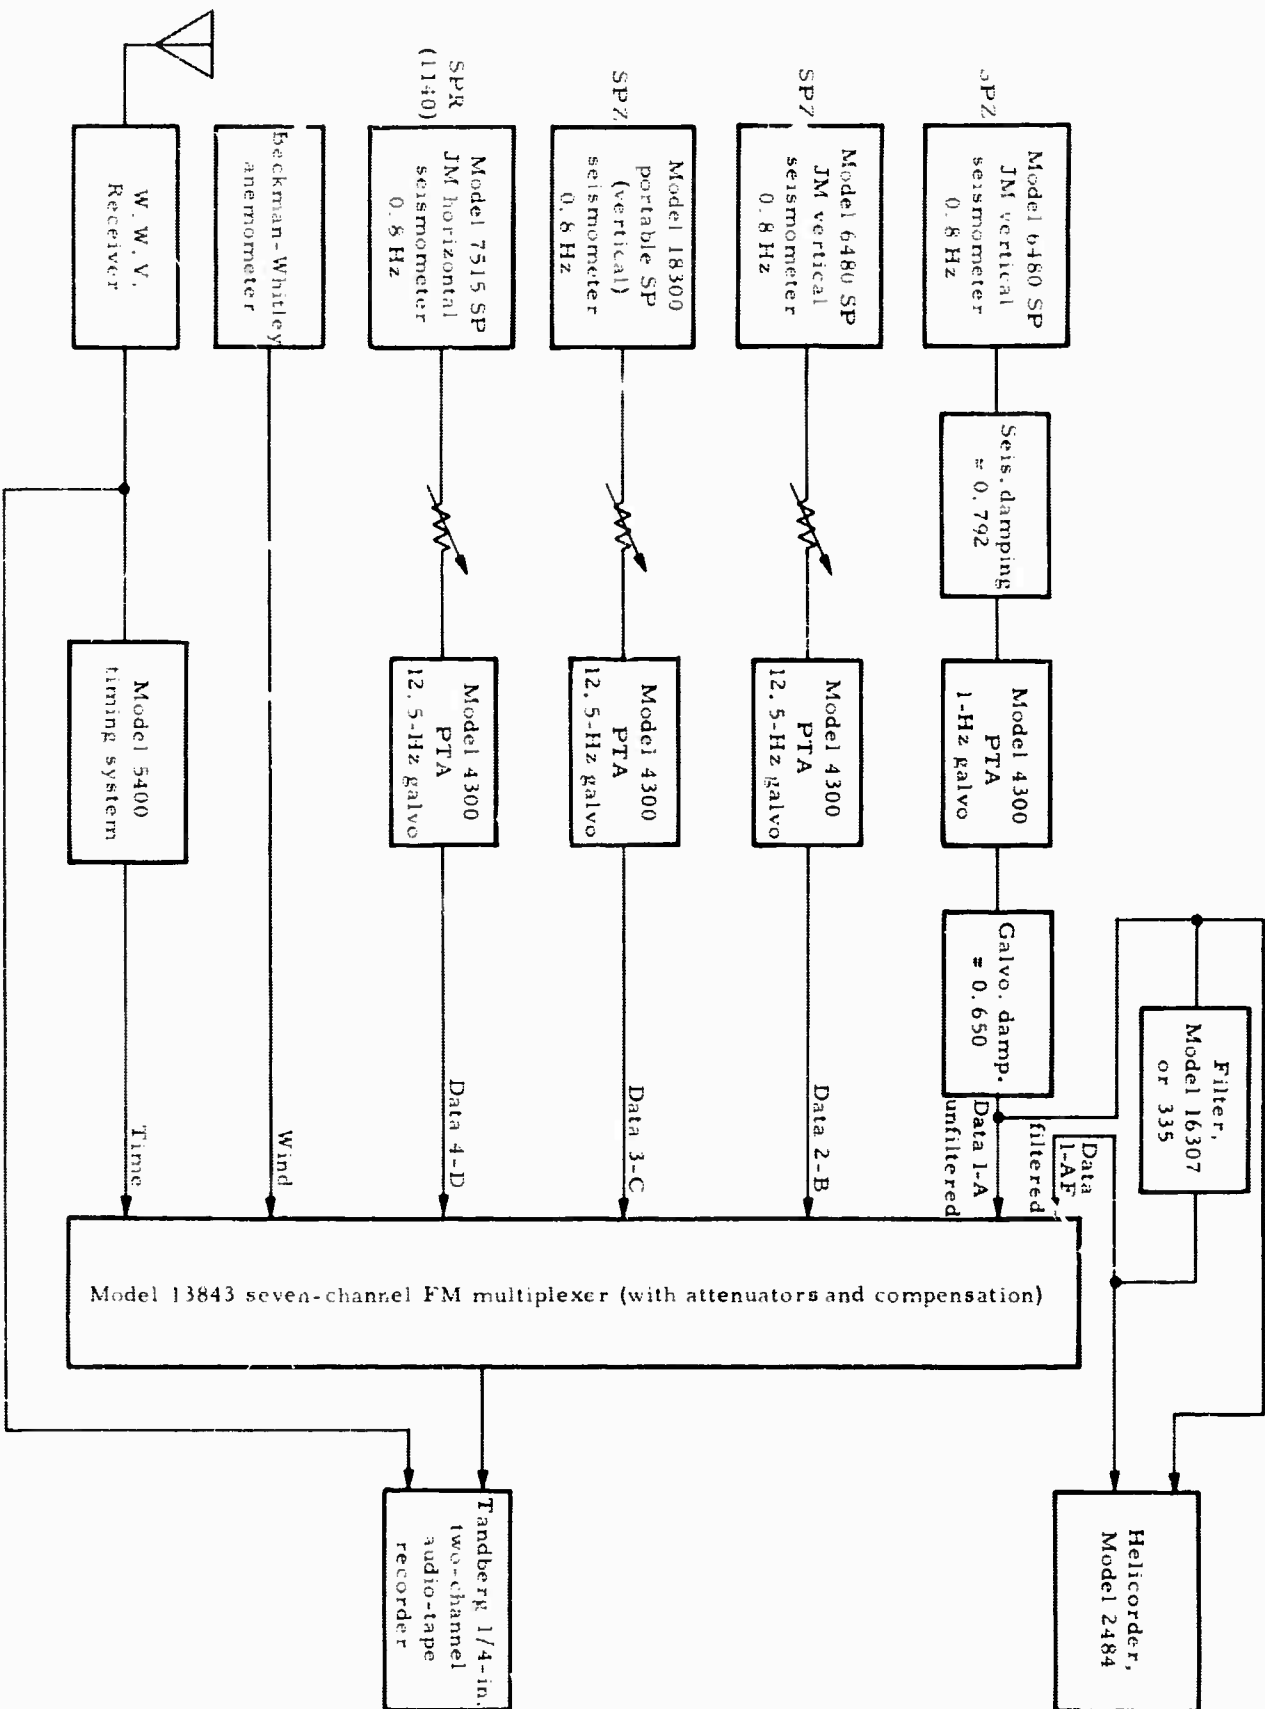 SPZ
Model 6480 SP
JM vertical
seismometer
0.8 Hz
Seis. damping
= 0.792
Model 4300
PTA
1-Hz galvo
Galvo. damp.
= 0.650
Filter,
Model 16307
or 335
Data
1-AF
filtered
Data 1-A
unfiltered
Helicorder,
Model 2484
SPZ
Model 6480 SP
JM vertical
seismometer
0.8 Hz
Model 4300
PTA
12.5-Hz galvo
Data 2-B
SPZ
Model 18300
portable SP
(vertical)
seismometer
0.8 Hz
Model 4300
PTA
12.5-Hz galvo
Data 3-C
SPR
(1140)
Model 7515 SP
JM horizontal
seismometer
0.8 Hz
Model 4300
PTA
12.5-Hz galvo
Data 4-D
Beckman-Whitley
anemometer
Wind
W. W. V.
Receiver
Model 5400
timing system
Time
Model 13843 seven-channel FM multiplexer (with attenuators and compensation)
Tandberg 1/4-in.
two-channel
audio-tape
recorder